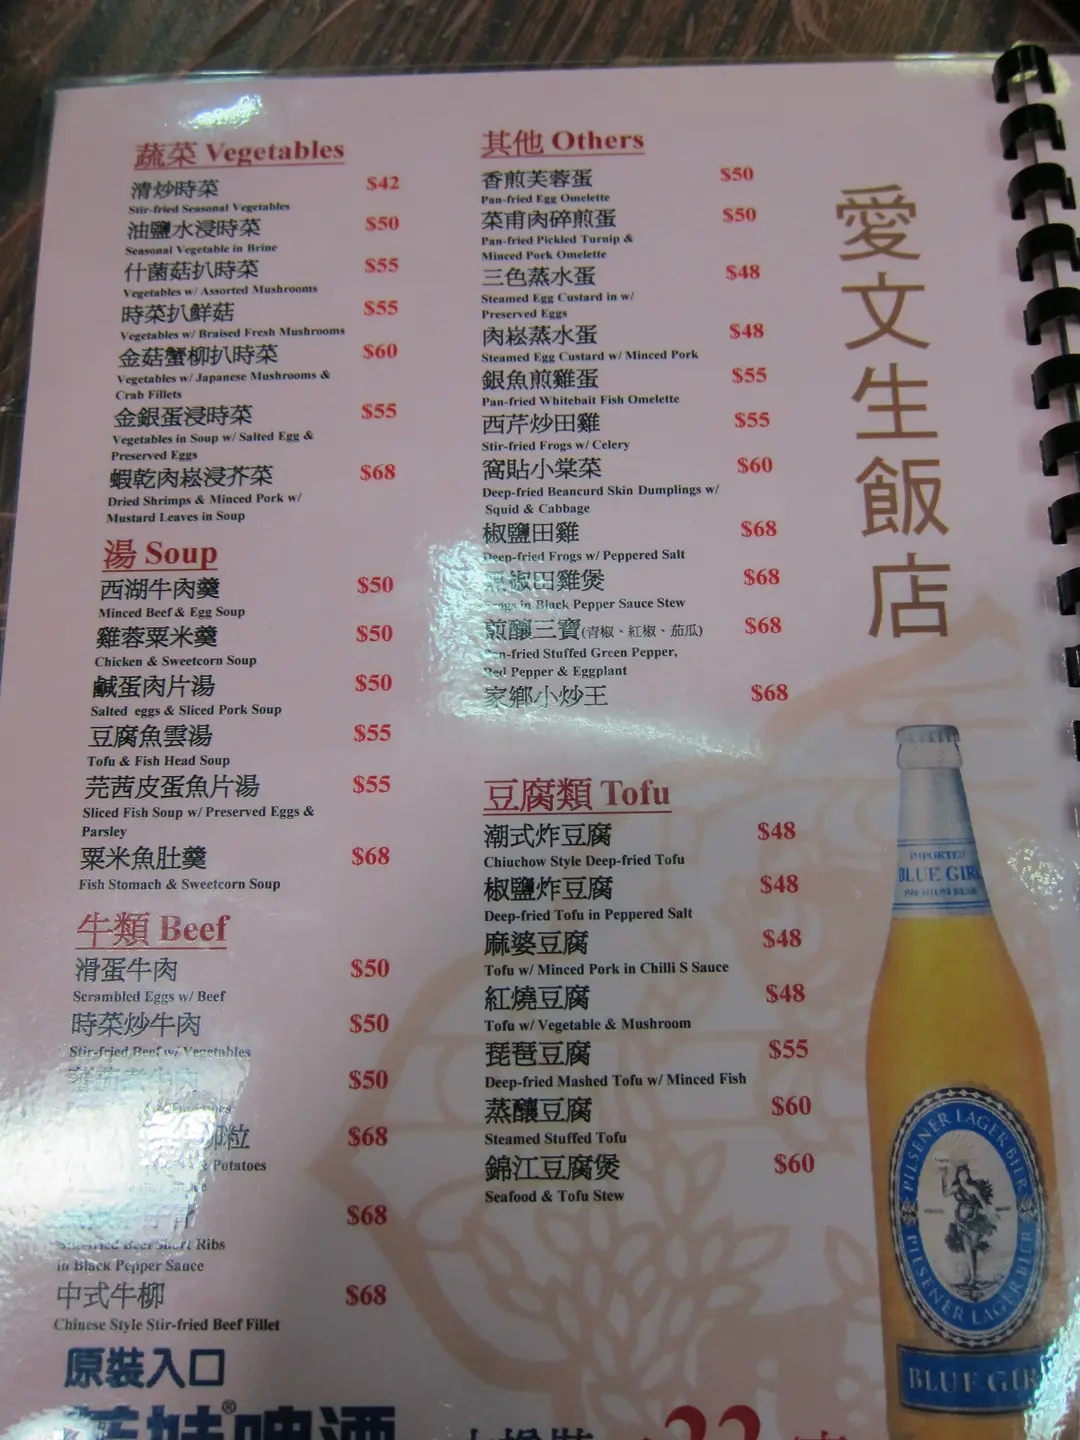 蔬菜 Vegetables
清炒時菜 $42
Stir-fried Seasonal Vegetables
油鹽水浸時菜 $50
Seasonal Vegetable in Brine
什菌菇扒時菜 $55
Vegetables w/ Assorted Mushrooms
時菜扒鮮菇 $55
Vegetables w/ Braised Fresh Mushrooms
金菇蟹柳扒時菜 $60
Vegetables w/ Japanese Mushrooms &
Crab Fillets
金銀蛋浸時菜 $55
Vegetables in Soup w/ Salted Egg &
Preserved Eggs
蝦乾肉崧浸芥菜 $68
Dried Shrimps & Minced Pork w/
Mustard Leaves in Soup
湯 Soup
西湖牛肉羹 $50
Minced Beef & Egg Soup
雞蓉粟米羹 $50
Chicken & Sweetcorn Soup
鹹蛋肉片湯 $50
Salted eggs & Sliced Pork Soup
豆腐魚雲湯 $55
Tofu & Fish Head Soup
芫茜皮蛋魚片湯 $55
Sliced Fish Soup w/ Preserved Eggs &
Parsley
粟米魚肚羹 $68
Fish Stomach & Sweetcorn Soup
牛類 Beef
滑蛋牛肉 $50
Scrambled Eggs w/ Beef
時菜炒牛肉 $50
Stir-fried Beef w/ Vegetables
$50
柳粒 $68
& Potatoes
$68
Stir-fried Beef Short Ribs
in Black Pepper Sauce
中式牛柳 $68
Chinese Style Stir-fried Beef Fillet
其他 Others
香煎芙蓉蛋 $50
Pan-fried Egg Omelette
菜甫肉碎煎蛋 $50
Pan-fried Pickled Turnip &
Minced Pork Omelette
三色蒸水蛋 $48
Steamed Egg Custard in w/
Preserved Eggs
肉崧蒸水蛋 $48
Steamed Egg Custard w/ Minced Pork
銀魚煎雞蛋 $55
Pan-fried Whitebait Fish Omelette
西芹炒田雞 $55
Stir-fried Frogs w/ Celery
窩貼小棠菜 $60
Deep-fried Beancurd Skin Dumplings w/
Squid & Cabbage
椒鹽田雞 $68
Deep-fried Frogs w/ Peppered Salt
黑椒田雞煲 $68
Frogs in Black Pepper Sauce Stew
煎釀三寶(青椒、紅椒、茄瓜) $68
Pan-fried Stuffed Green Pepper,
Red Pepper & Eggplant
家鄉小炒王 $68
豆腐類 Tofu
潮式炸豆腐 $48
Chiuchow Style Deep-fried Tofu
椒鹽炸豆腐 $48
Deep-fried Tofu in Peppered Salt
麻婆豆腐 $48
Tofu w/ Minced Pork in Chilli S Sauce
紅燒豆腐 $48
Tofu w/ Vegetable & Mushroom
琵琶豆腐 $55
Deep-fried Mashed Tofu w/ Minced Fish
蒸釀豆腐 $60
Steamed Stuffed Tofu
錦江豆腐煲 $60
Seafood & Tofu Stew
愛文生飯店
IMPORTED
BLUE GIRL
PREMIUM BEER
PILSENER LAGER BIER
PILSENER LAGER BIER
BLUE GIR
原裝入口